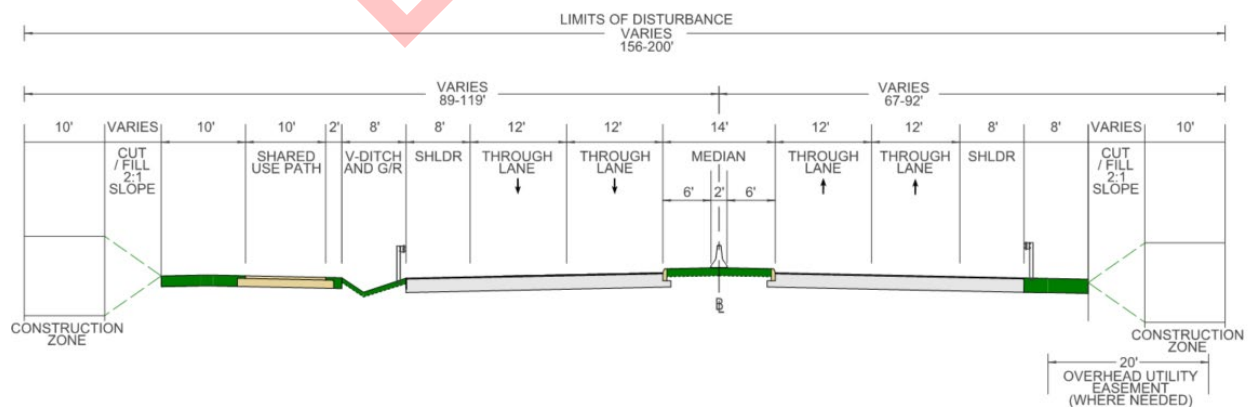 LIMITS OF DISTURBANCE
VARIES
156-200'
VARIES
89-119'
VARIES
67-92'
10' VARIES 10' 10' 2' 8' 8' 12' 12' 14' 12' 12' 8' 8' VARIES 10'
CUT
/ FILL
2:1
SLOPE
SHARED
USE PATH
V-DITCH
AND G/R
SHLDR
THROUGH
LANE
THROUGH
LANE
MEDIAN
6' 2' 6'
THROUGH
LANE
THROUGH
LANE
SHLDR
CUT
/ FILL
2:1
SLOPE
CONSTRUCTION
ZONE
CONSTRUCTION
ZONE
20'
OVERHEAD UTILITY
EASEMENT
(WHERE NEEDED)